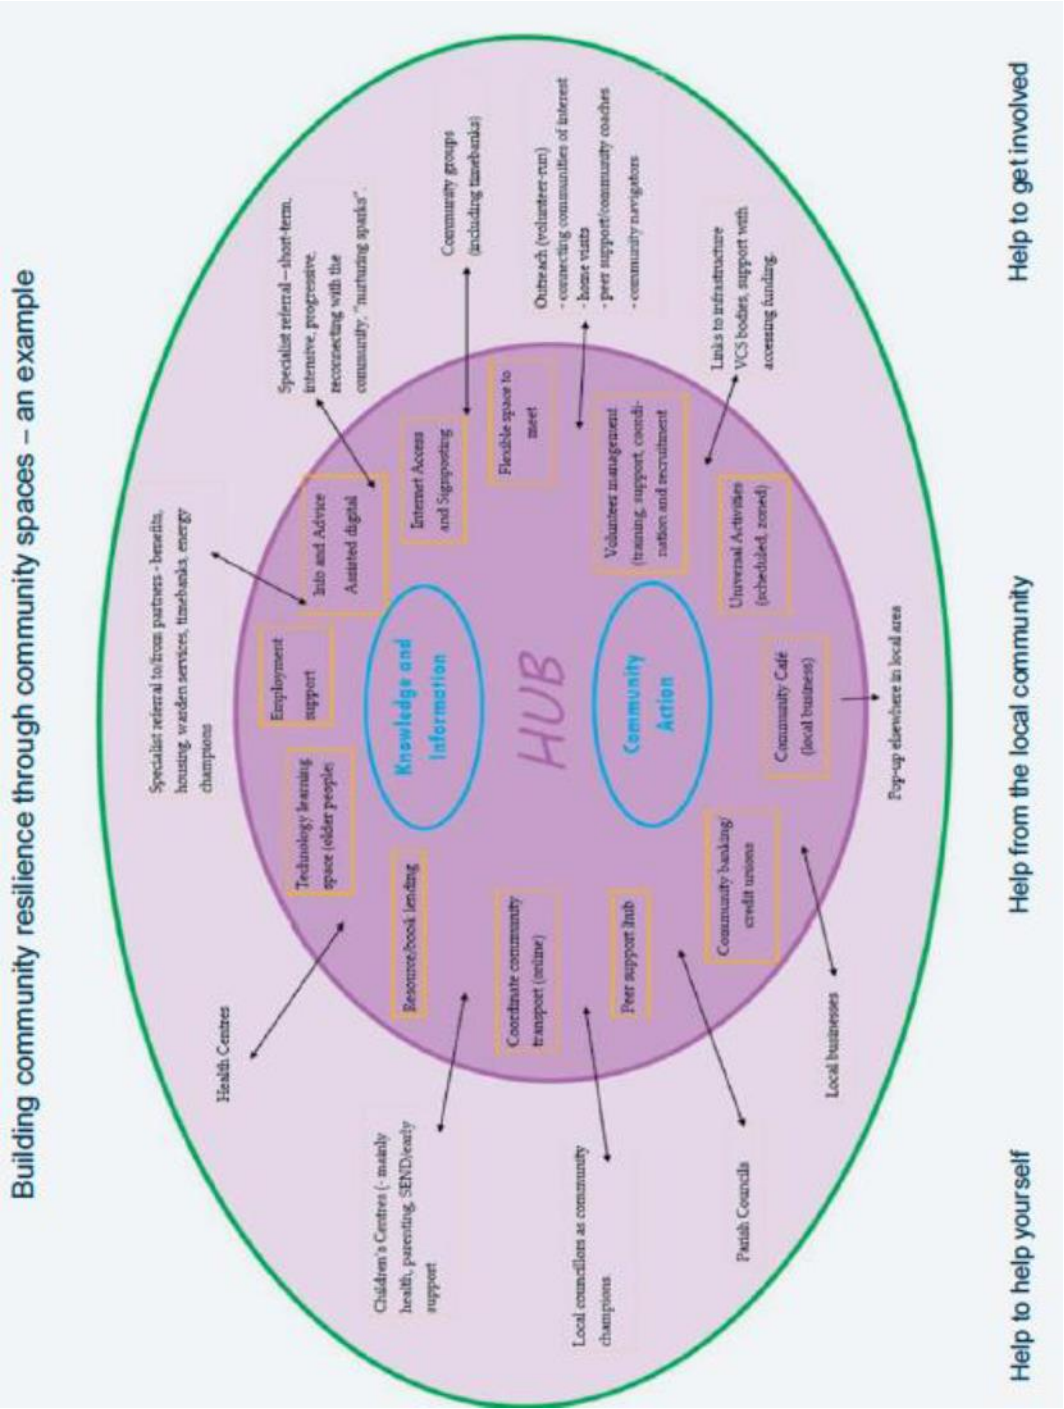 Building community resilience through community spaces – an example
Specialist referral to/from partners - benefits,
housing, warden services, timebanks, energy
champions
Specialist referral – short-term,
intensive, progressive,
reconnecting with the
community, "nurturing sparks".
Health Centres
Employment
support
Info and Advice
Assisted digital
Technology learning
space (older people)
Internet Access
and Signposting
Community groups
(including timebanks)
Resource/book lending
Knowledge and
Information
Children's Centres (- mainly
health, parenting, SEND/early
support
Coordinate community
transport (online)
HUB
Flexible space to
meet
Outreach (volunteer-run)
- connecting communities of interest
- home visits
- peer support/community coaches
- community navigators
Local councillors as community
champions
Peer support hub
Community
Action
Volunteer management
(training, support, coordi-
nation and recruitment
Links to infrastructure
VCS bodies, support with
accessing funding.
Parish Councils
Community banking/
credit unions
Community Café
(local business)
Universal Activities
(scheduled, zoned)
Local businesses
Pop-up elsewhere in local area
Help to help yourself
Help from the local community
Help to get involved